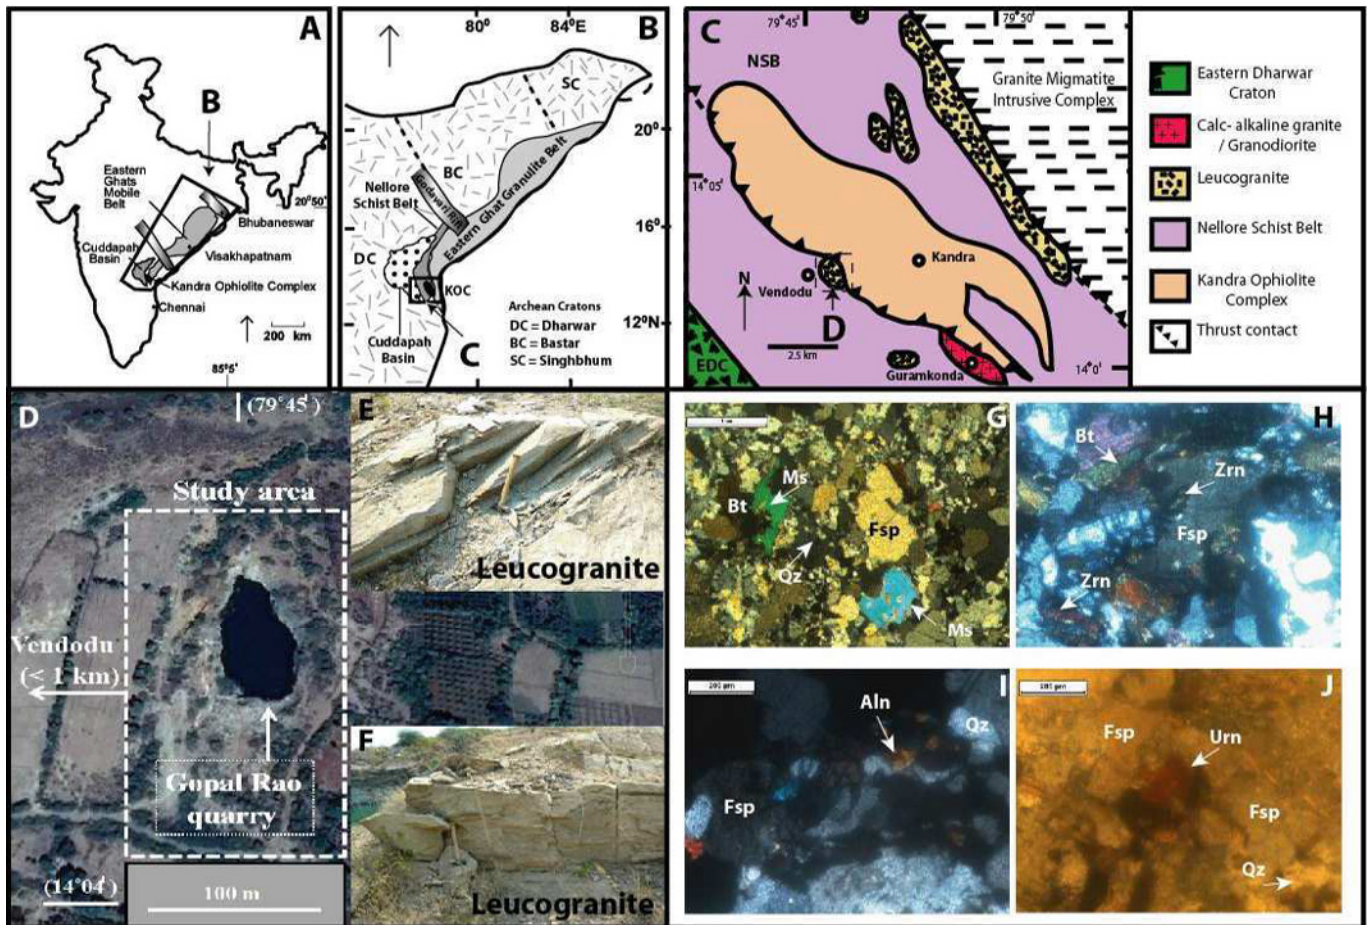 A
B
Eastern
Ghats
Mobile
Belt
20°50'
Bhubaneswar
Cuddapah
Basin
Visakhapatnam
Kandra Ophiolite Complex
Chennai
200 km
85°5'
80°
84°E
B
SC
20°
BC
Nellore
Schist Belt
Godavari Rift
Eastern Ghat Granulite Belt
16°
DC
KOC
Archean Cratons
DC = Dharwar
BC = Bastar
SC = Singhbhum
12°N
Cuddapah
Basin
C
C
79°45'
79°50'
NSB
Granite Migmatite
Intrusive Complex
14°05'
Kandra
N
Vendodu
D
2.5 km
EDC
Guramkonda
14°0'
Eastern Dharwar
Craton
Calc- alkaline granite
/ Granodiorite
Leucogranite
Nellore Schist Belt
Kandra Ophiolite
Complex
Thrust contact
D
(79°45')
Study area
Vendodu
(< 1 km)
Gopal Rao
quarry
(14°04')
100 m
E
Leucogranite
F
Leucogranite
G
Ms
Bt
Fsp
Qz
Ms
H
Bt
Zrn
Fsp
Zrn
I
Aln
Qz
Fsp
J
Fsp
Urn
Fsp
Qz